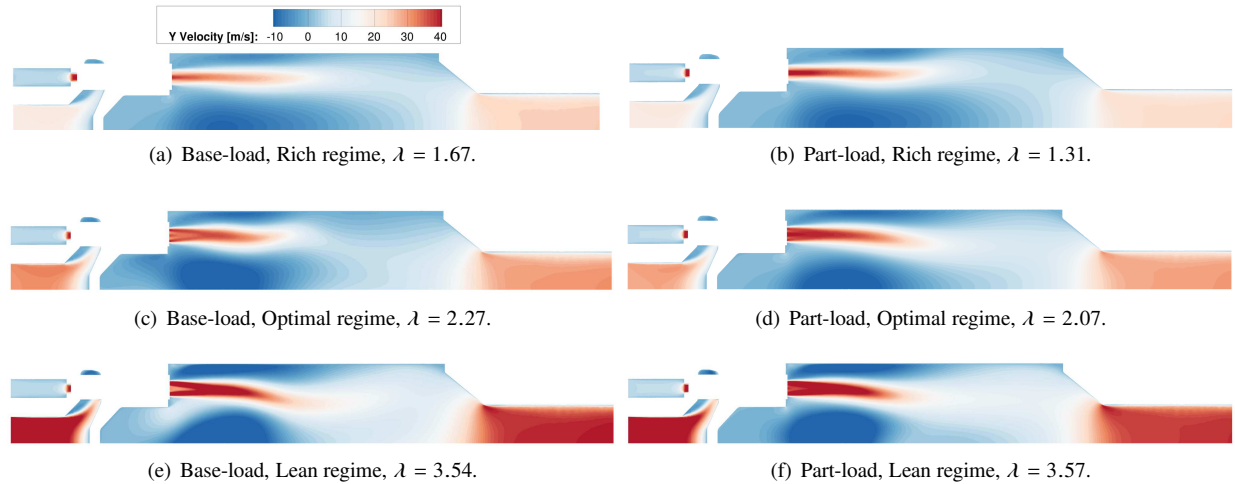 Y Velocity [m/s]: -10 0 10 20 30 40
(a) Base-load, Rich regime, λ = 1.67.
(b) Part-load, Rich regime, λ = 1.31.
(c) Base-load, Optimal regime, λ = 2.27.
(d) Part-load, Optimal regime, λ = 2.07.
(e) Base-load, Lean regime, λ = 3.54.
(f) Part-load, Lean regime, λ = 3.57.